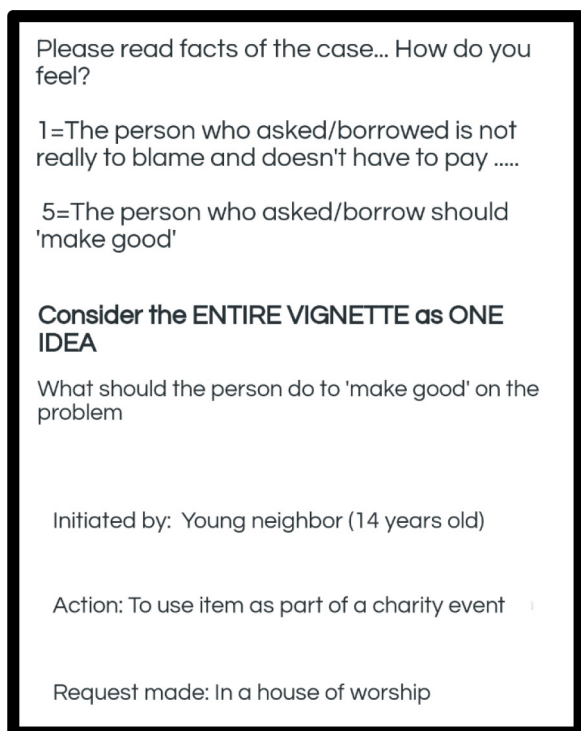 Please read facts of the case... How do you
feel?
1=The person who asked/borrowed is not
really to blame and doesn't have to pay .....
5=The person who asked/borrow should
'make good'
Consider the ENTIRE VIGNETTE as ONE
IDEA
What should the person do to 'make good' on the
problem
Initiated by: Young neighbor (14 years old)
Action: To use item as part of a charity event
Request made: In a house of worship